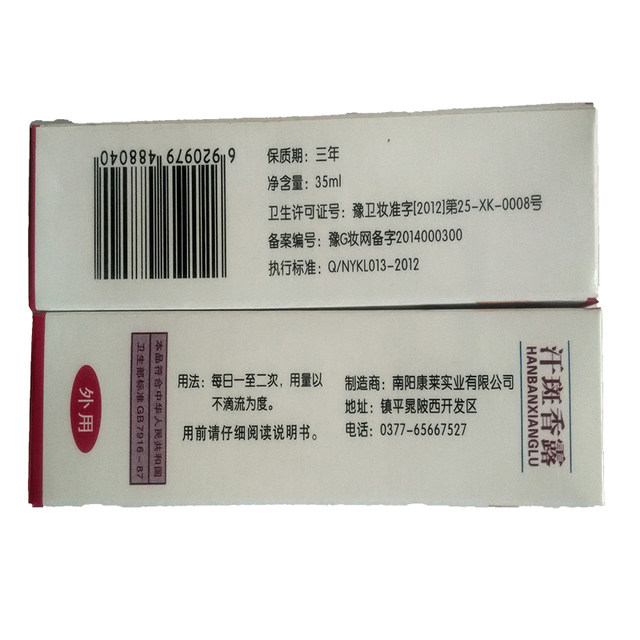 6 920979 488040
保质期：三年
净含量：35ml
卫生许可证号：豫卫妆准字[2012]第25-XK-0008号
备案编号：豫G妆网备字2014000300
执行标准：Q/NYKL013-2012
外用
本品符合中华人民共和国
卫生部标准GB7916-87
用法：每日一至二次，用量以
不滴流为度。
用前请仔细阅读说明书。
制造商：南阳康莱实业有限公司
地址：镇平晁陂西开发区
电话：0377-65667527
汗斑香露
HANBANXIANGLU